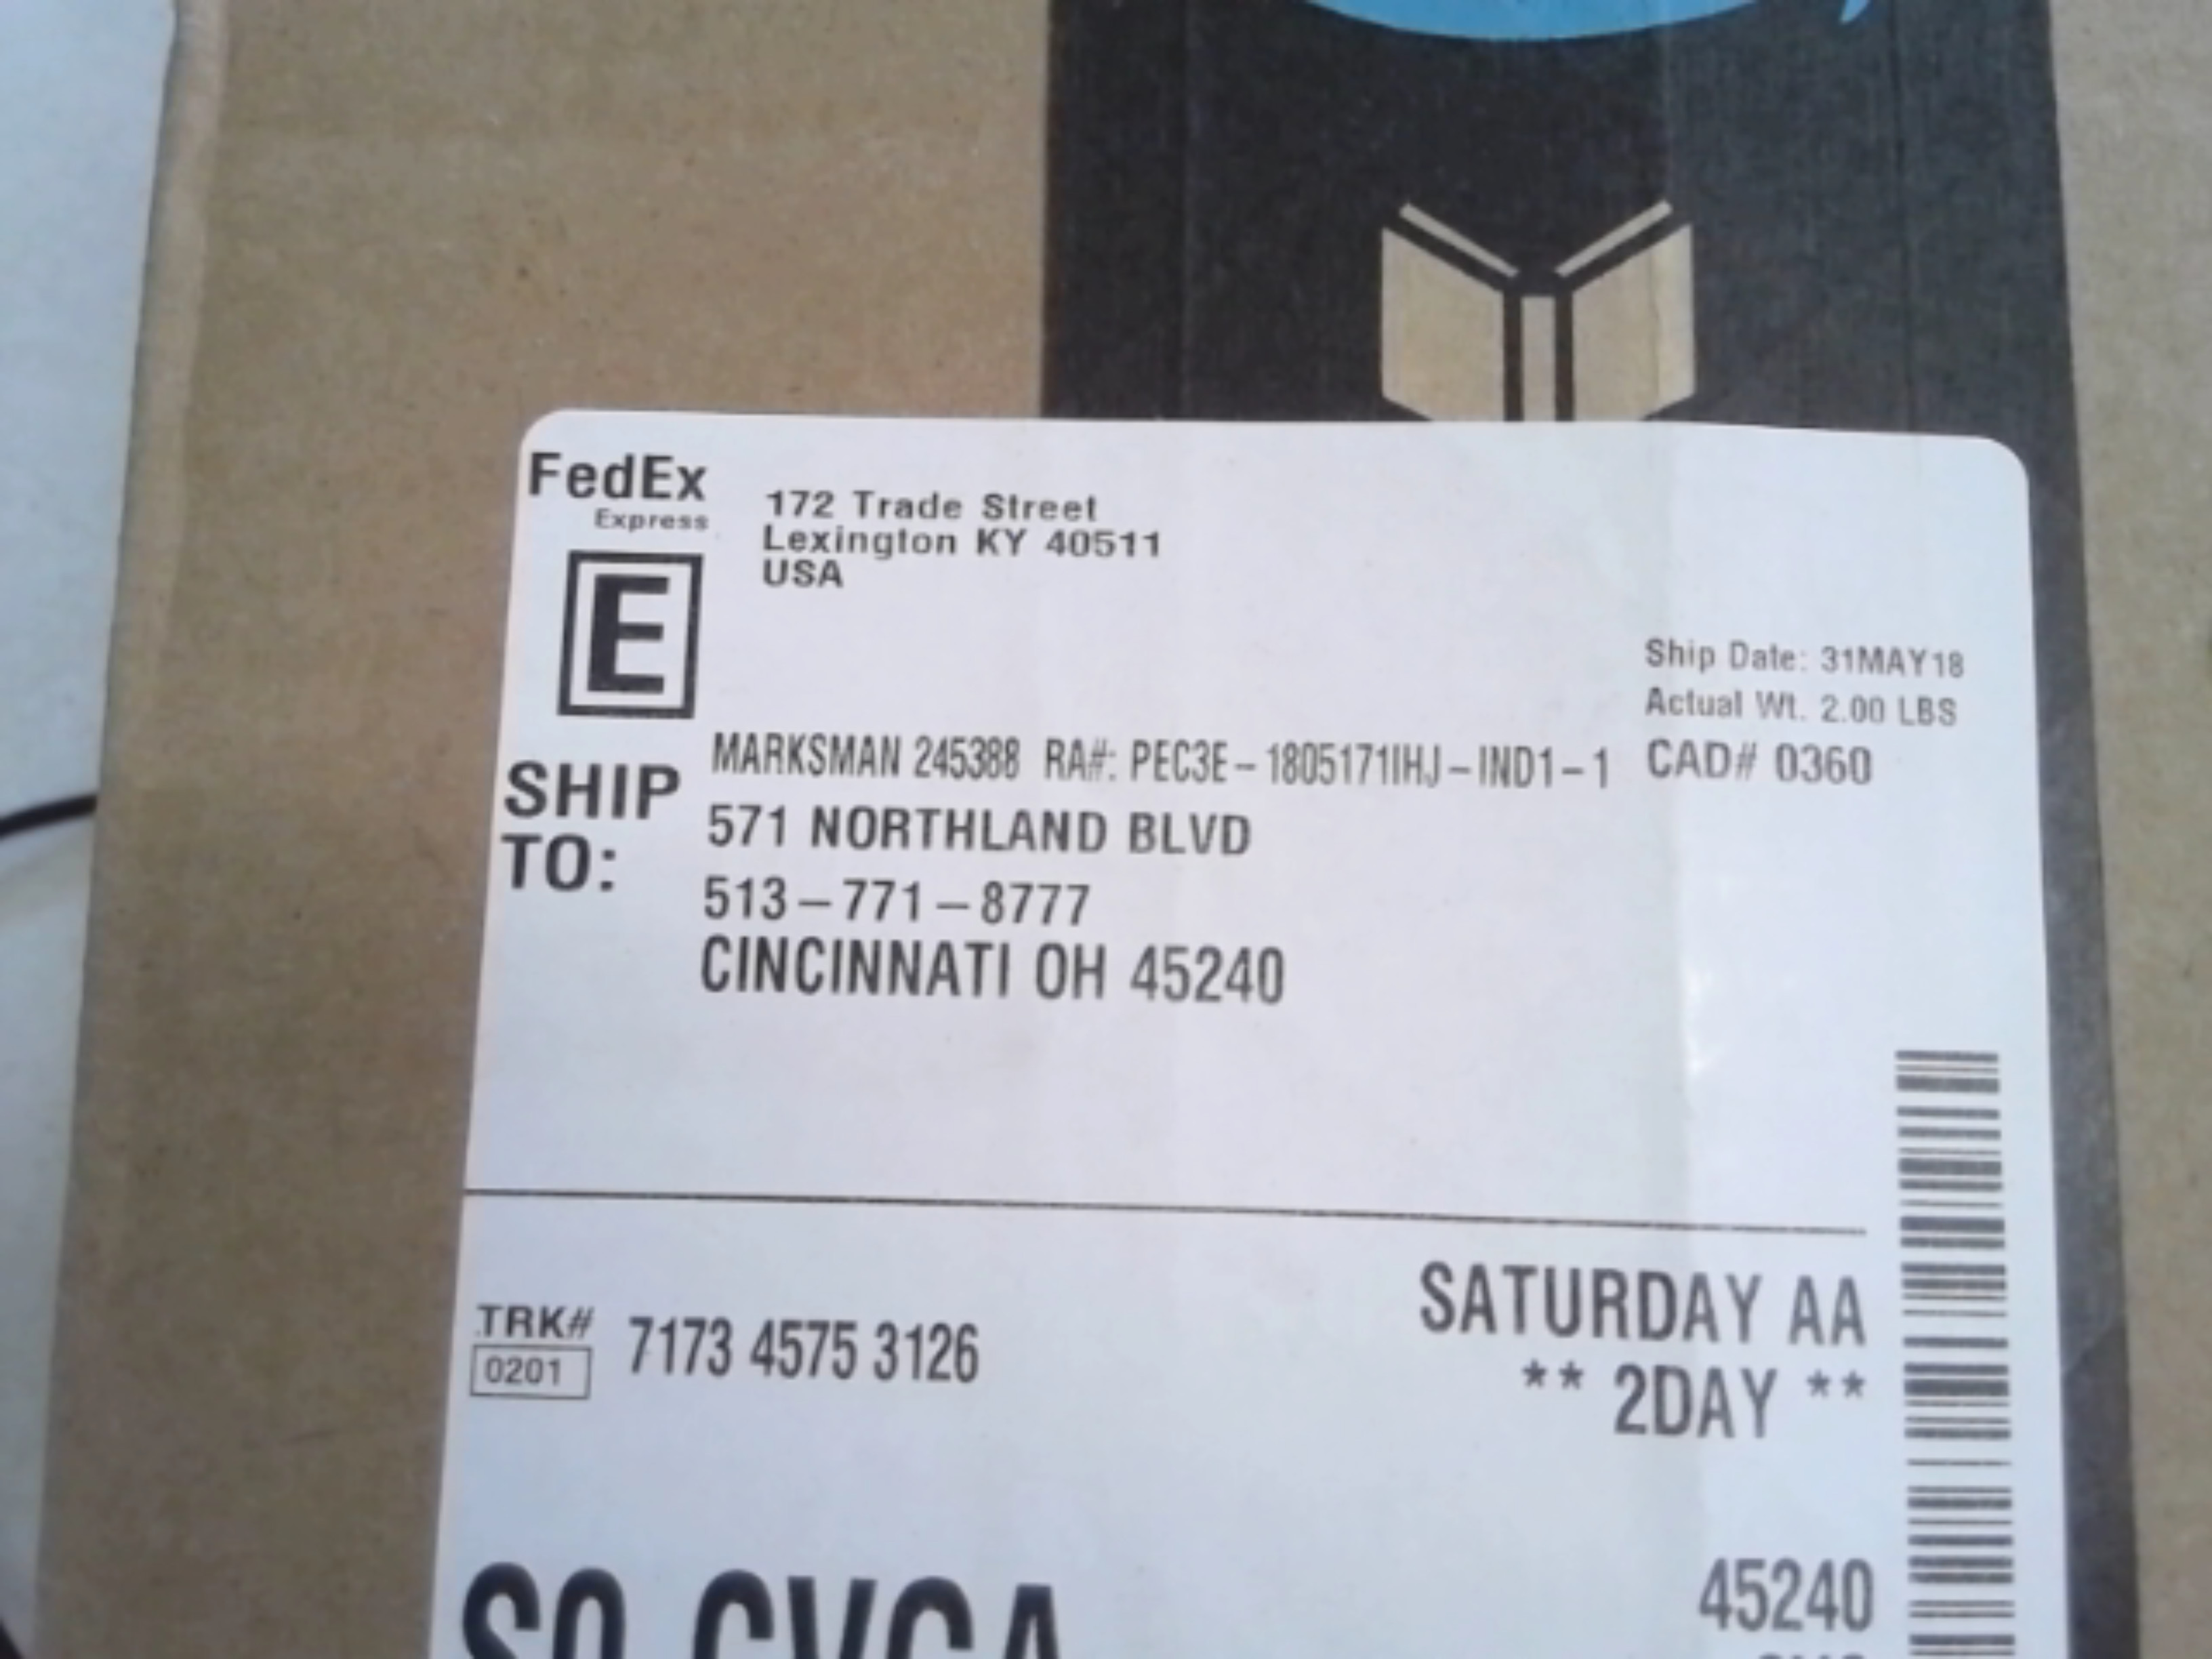 FedEx
Express
172 Trade Street
Lexington KY 40511
USA
E
Ship Date: 31MAY18
Actual Wt. 2.00 LBS
CAD# 0360
SHIP TO:
MARKSMAN 245388 RA#: PEC3E-1805171IHJ-IND1-1
571 NORTHLAND BLVD
513-771-8777
CINCINNATI OH 45240
TRK#
0201
7173 4575 3126
SATURDAY AA
** 2DAY **
45240